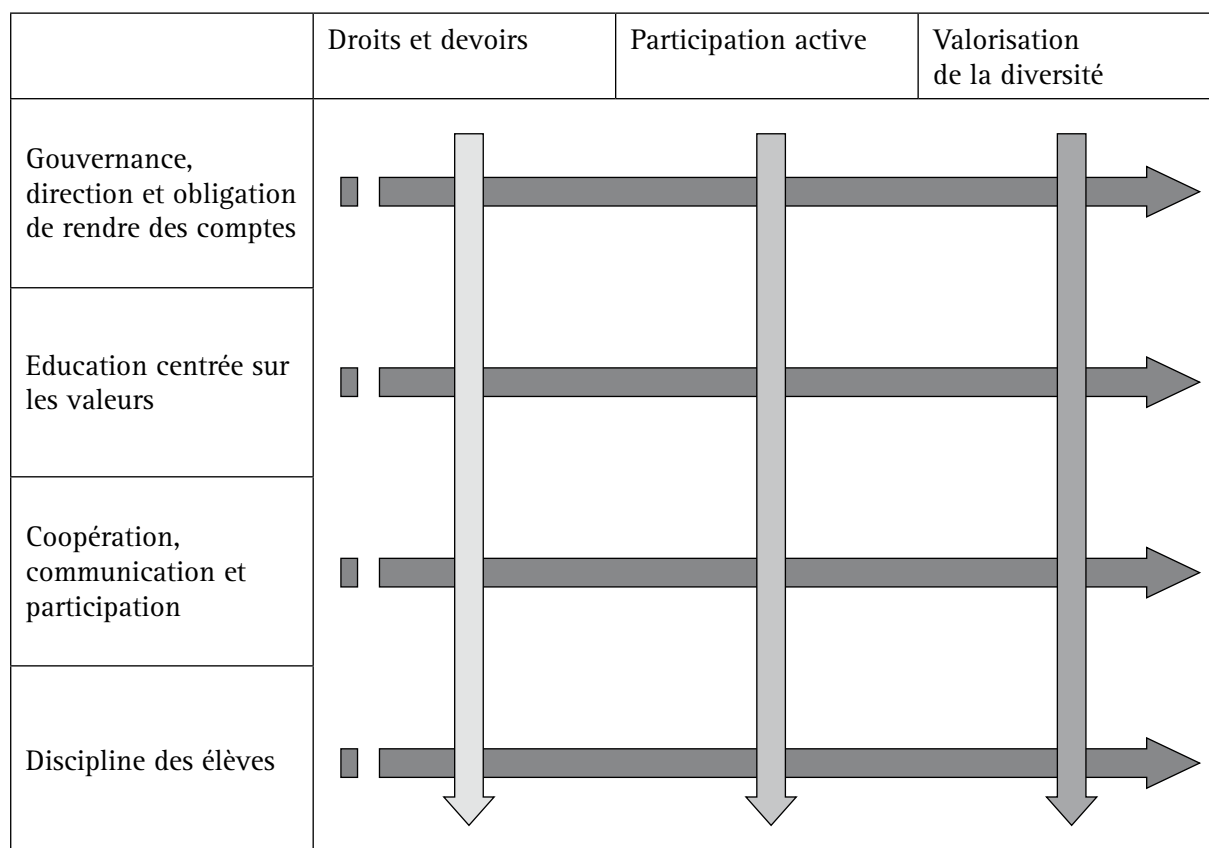 Droits et devoirs
Participation active
Valorisation
de la diversité
Gouvernance,
direction et obligation
de rendre des comptes
Education centrée sur
les valeurs
Coopération,
communication et
participation
Discipline des élèves